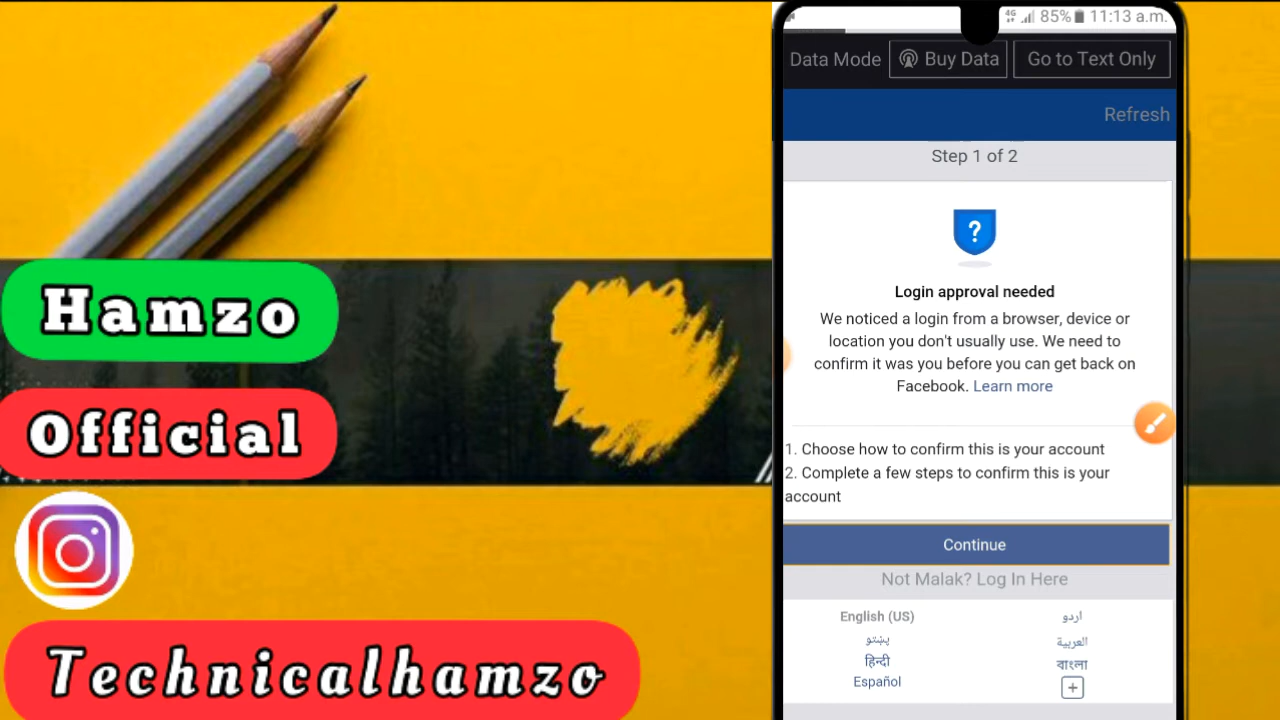 Hamzo
Official
Technicalhamzo
4G 85% 11:13 a.m.
Data Mode Buy Data Go to Text Only
Refresh
Step 1 of 2
?
Login approval needed
We noticed a login from a browser, device or
location you don't usually use. We need to
confirm it was you before you can get back on
Facebook. Learn more
1. Choose how to confirm this is your account
2. Complete a few steps to confirm this is your
account
Continue
Not Malak? Log In Here
English (US) اردو
پښتو العربية
हिन्दी বাংলা
Español +